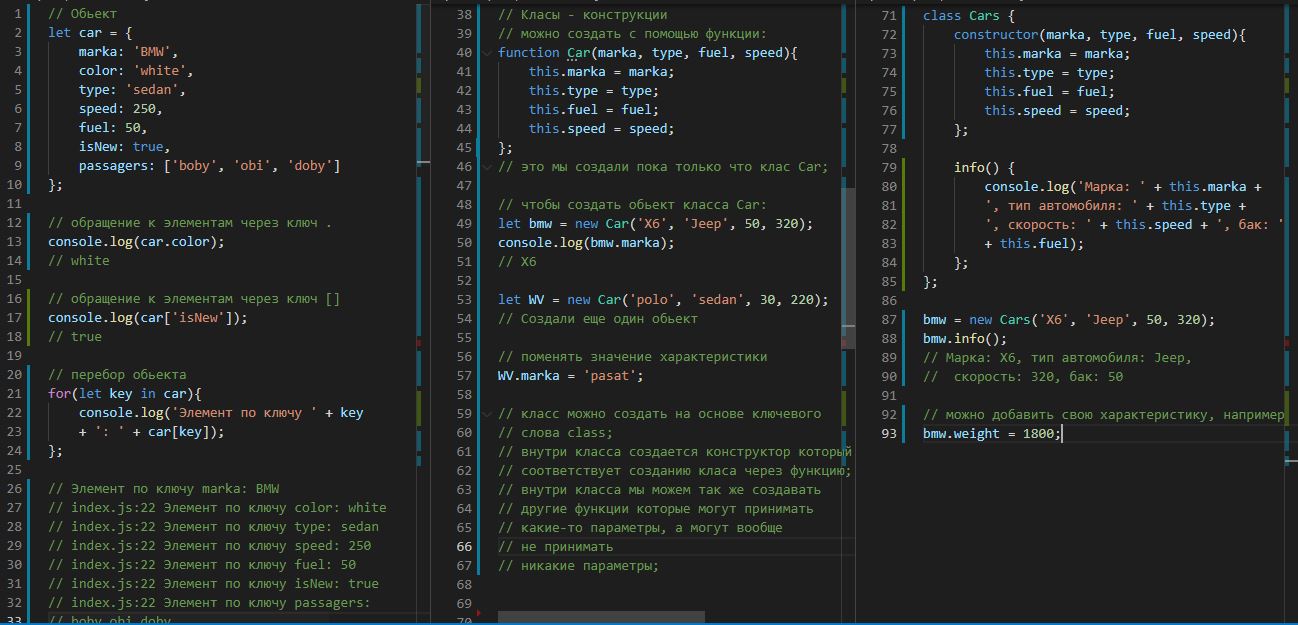 1 // Обьект
2 let car = {
3 marka: 'BMW',
4 color: 'white',
5 type: 'sedan',
6 speed: 250,
7 fuel: 50,
8 isNew: true,
9 passagers: ['boby', 'obi', 'doby']
10 };
11
12 // обращение к элементам через ключ .
13 console.log(car.color);
14 // white
15
16 // обращение к элементам через ключ []
17 console.log(car['isNew']);
18 // true
19
20 // перебор обьекта
21 for(let key in car){
22 console.log('Элемент по ключу ' + key
23 + ': ' + car[key]);
24 };
25
26 // Элемент по ключу marka: BMW
27 // index.js:22 Элемент по ключу color: white
28 // index.js:22 Элемент по ключу type: sedan
29 // index.js:22 Элемент по ключу speed: 250
30 // index.js:22 Элемент по ключу fuel: 50
31 // index.js:22 Элемент по ключу isNew: true
32 // index.js:22 Элемент по ключу passagers:
33 // boby,obi,doby
38 // Класы - конструкции
39 // можно создать с помощью функции:
40 function Car(marka, type, fuel, speed){
41 this.marka = marka;
42 this.type = type;
43 this.fuel = fuel;
44 this.speed = speed;
45 };
46 // это мы создали пока только что клас Car;
47
48 // чтобы создать обьект класса Car:
49 let bmw = new Car('X6', 'Jeep', 50, 320);
50 console.log(bmw.marka);
51 // X6
52
53 let WV = new Car('polo', 'sedan', 30, 220);
54 // Создали еще один обьект
55
56 // поменять значение характеристики
57 WV.marka = 'pasat';
58
59 // класс можно создать на основе ключевого
60 // слова class;
61 // внутри класса создается конструктор который
62 // соответствует созданию класа через функцию;
63 // внутри класса мы можем так же создавать
64 // другие функции которые могут принимать
65 // какие-то параметры, а могут вообще
66 // не принимать
67 // никакие параметры;
68
69
70
71 class Cars {
72 constructor(marka, type, fuel, speed){
73 this.marka = marka;
74 this.type = type;
75 this.fuel = fuel;
76 this.speed = speed;
77 };
78
79 info() {
80 console.log('Марка: ' + this.marka +
81 ', тип автомобиля: ' + this.type +
82 ', скорость: ' + this.speed + ', бак: '
83 + this.fuel);
84 };
85 };
86
87 bmw = new Cars('X6', 'Jeep', 50, 320);
88 bmw.info();
89 // Марка: X6, тип автомобиля: Jeep,
90 // скорость: 320, бак: 50
91
92 // можно добавить свою характеристику, например
93 bmw.weight = 1800;